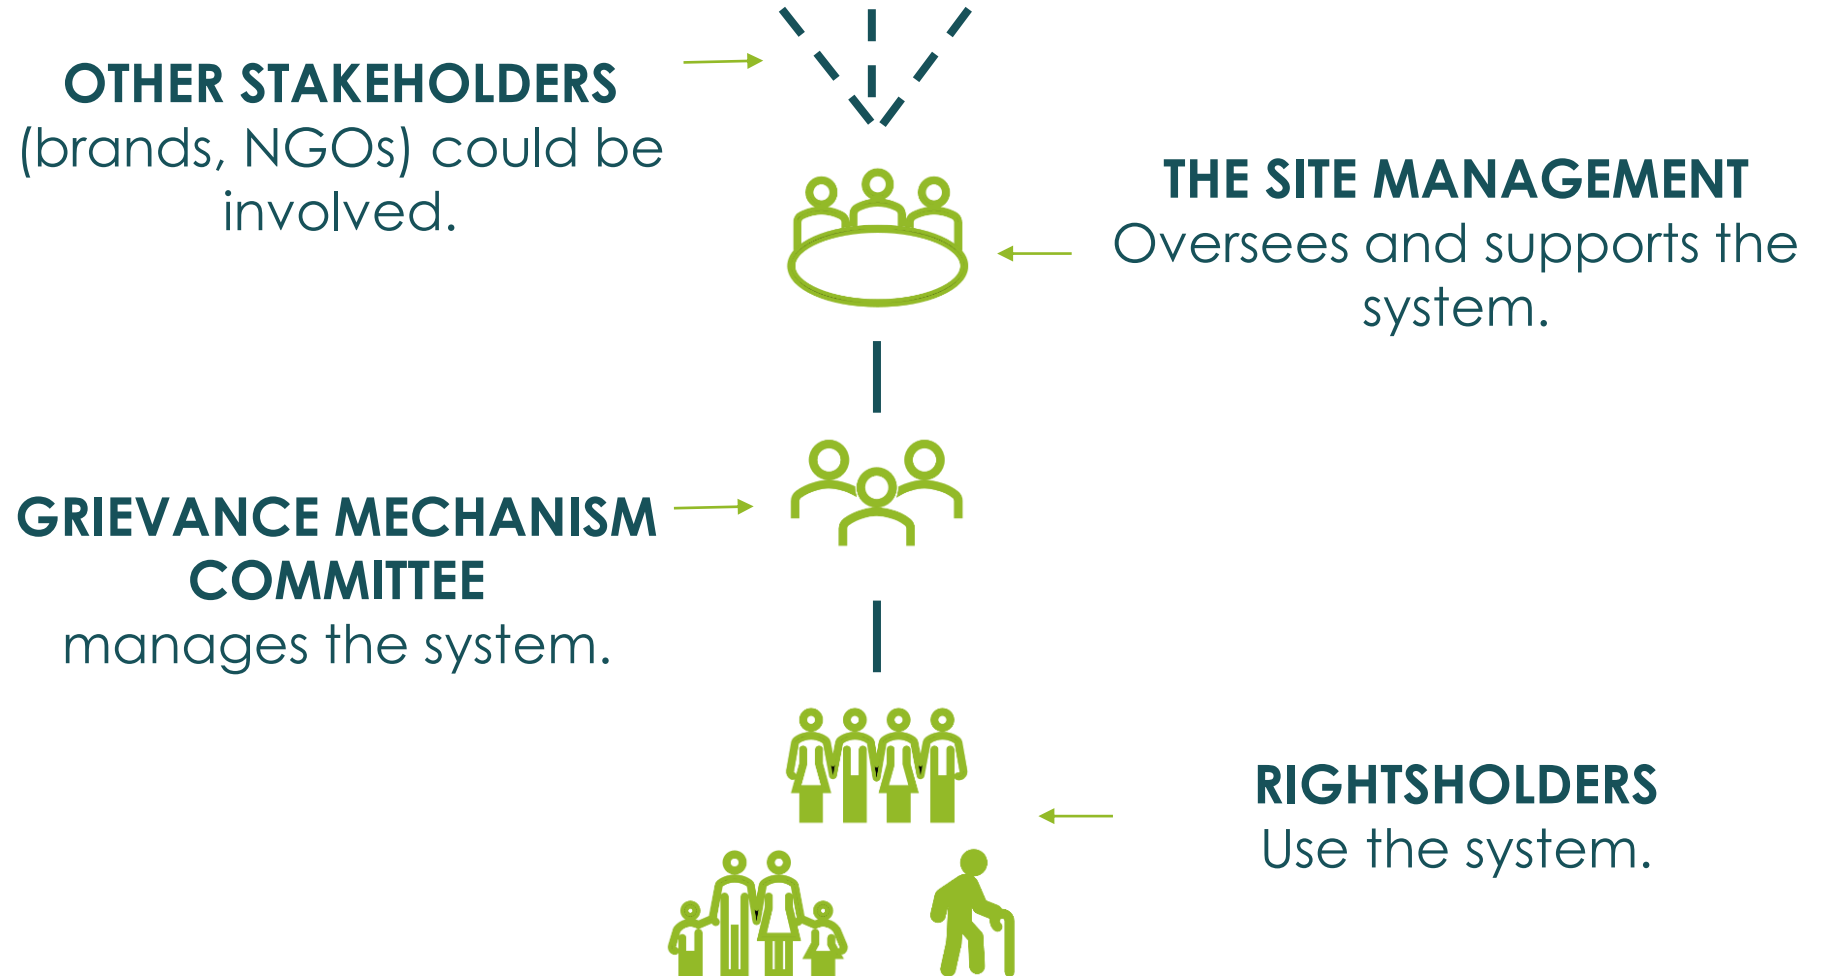 OTHER STAKEHOLDERS
(brands, NGOs) could be
involved.
THE SITE MANAGEMENT
Oversees and supports the
system.
GRIEVANCE MECHANISM
COMMITTEE
manages the system.
RIGHTSHOLDERS
Use the system.